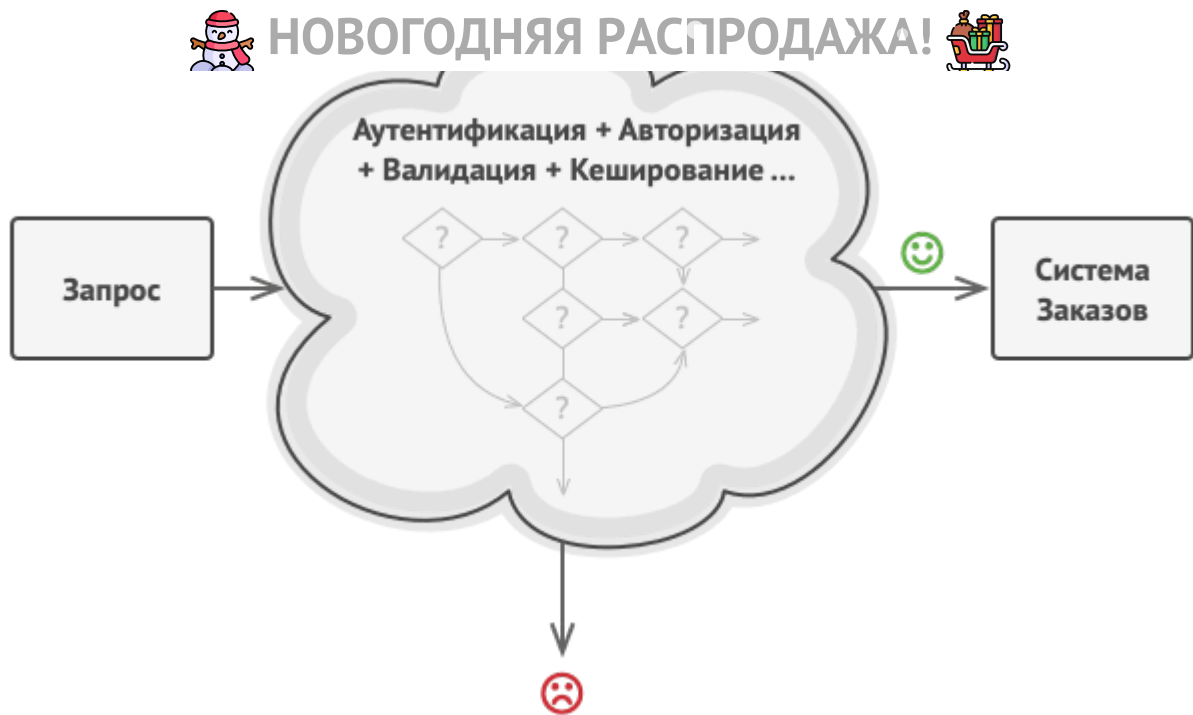 НОВОГОДНЯЯ РАСПРОДАЖА!
Аутентификация + Авторизация
+ Валидация + Кеширование ...
? ? ?
Запрос
? ?
?
Система
Заказов